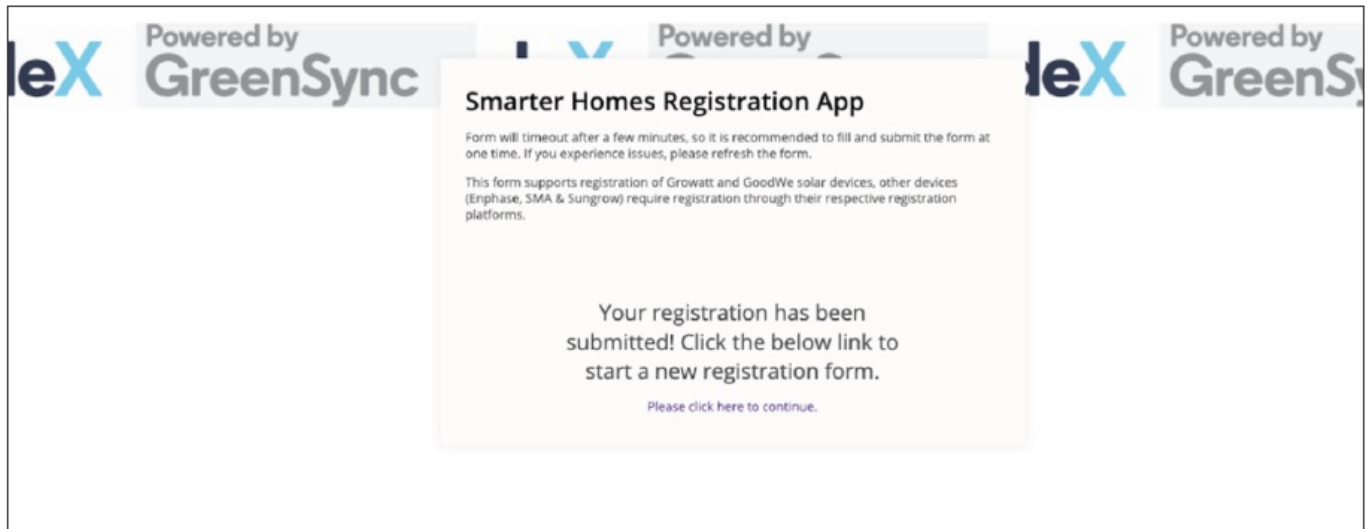 deX Powered by GreenSync
Powered by
deX Powered by GreenSy
Smarter Homes Registration App
Form will timeout after a few minutes, so it is recommended to fill and submit the form at
one time. If you experience issues, please refresh the form.
This form supports registration of Growatt and GoodWe solar devices, other devices
(Enphase, SMA & Sungrow) require registration through their respective registration
platforms.
Your registration has been
submitted! Click the below link to
start a new registration form.
Please click here to continue.